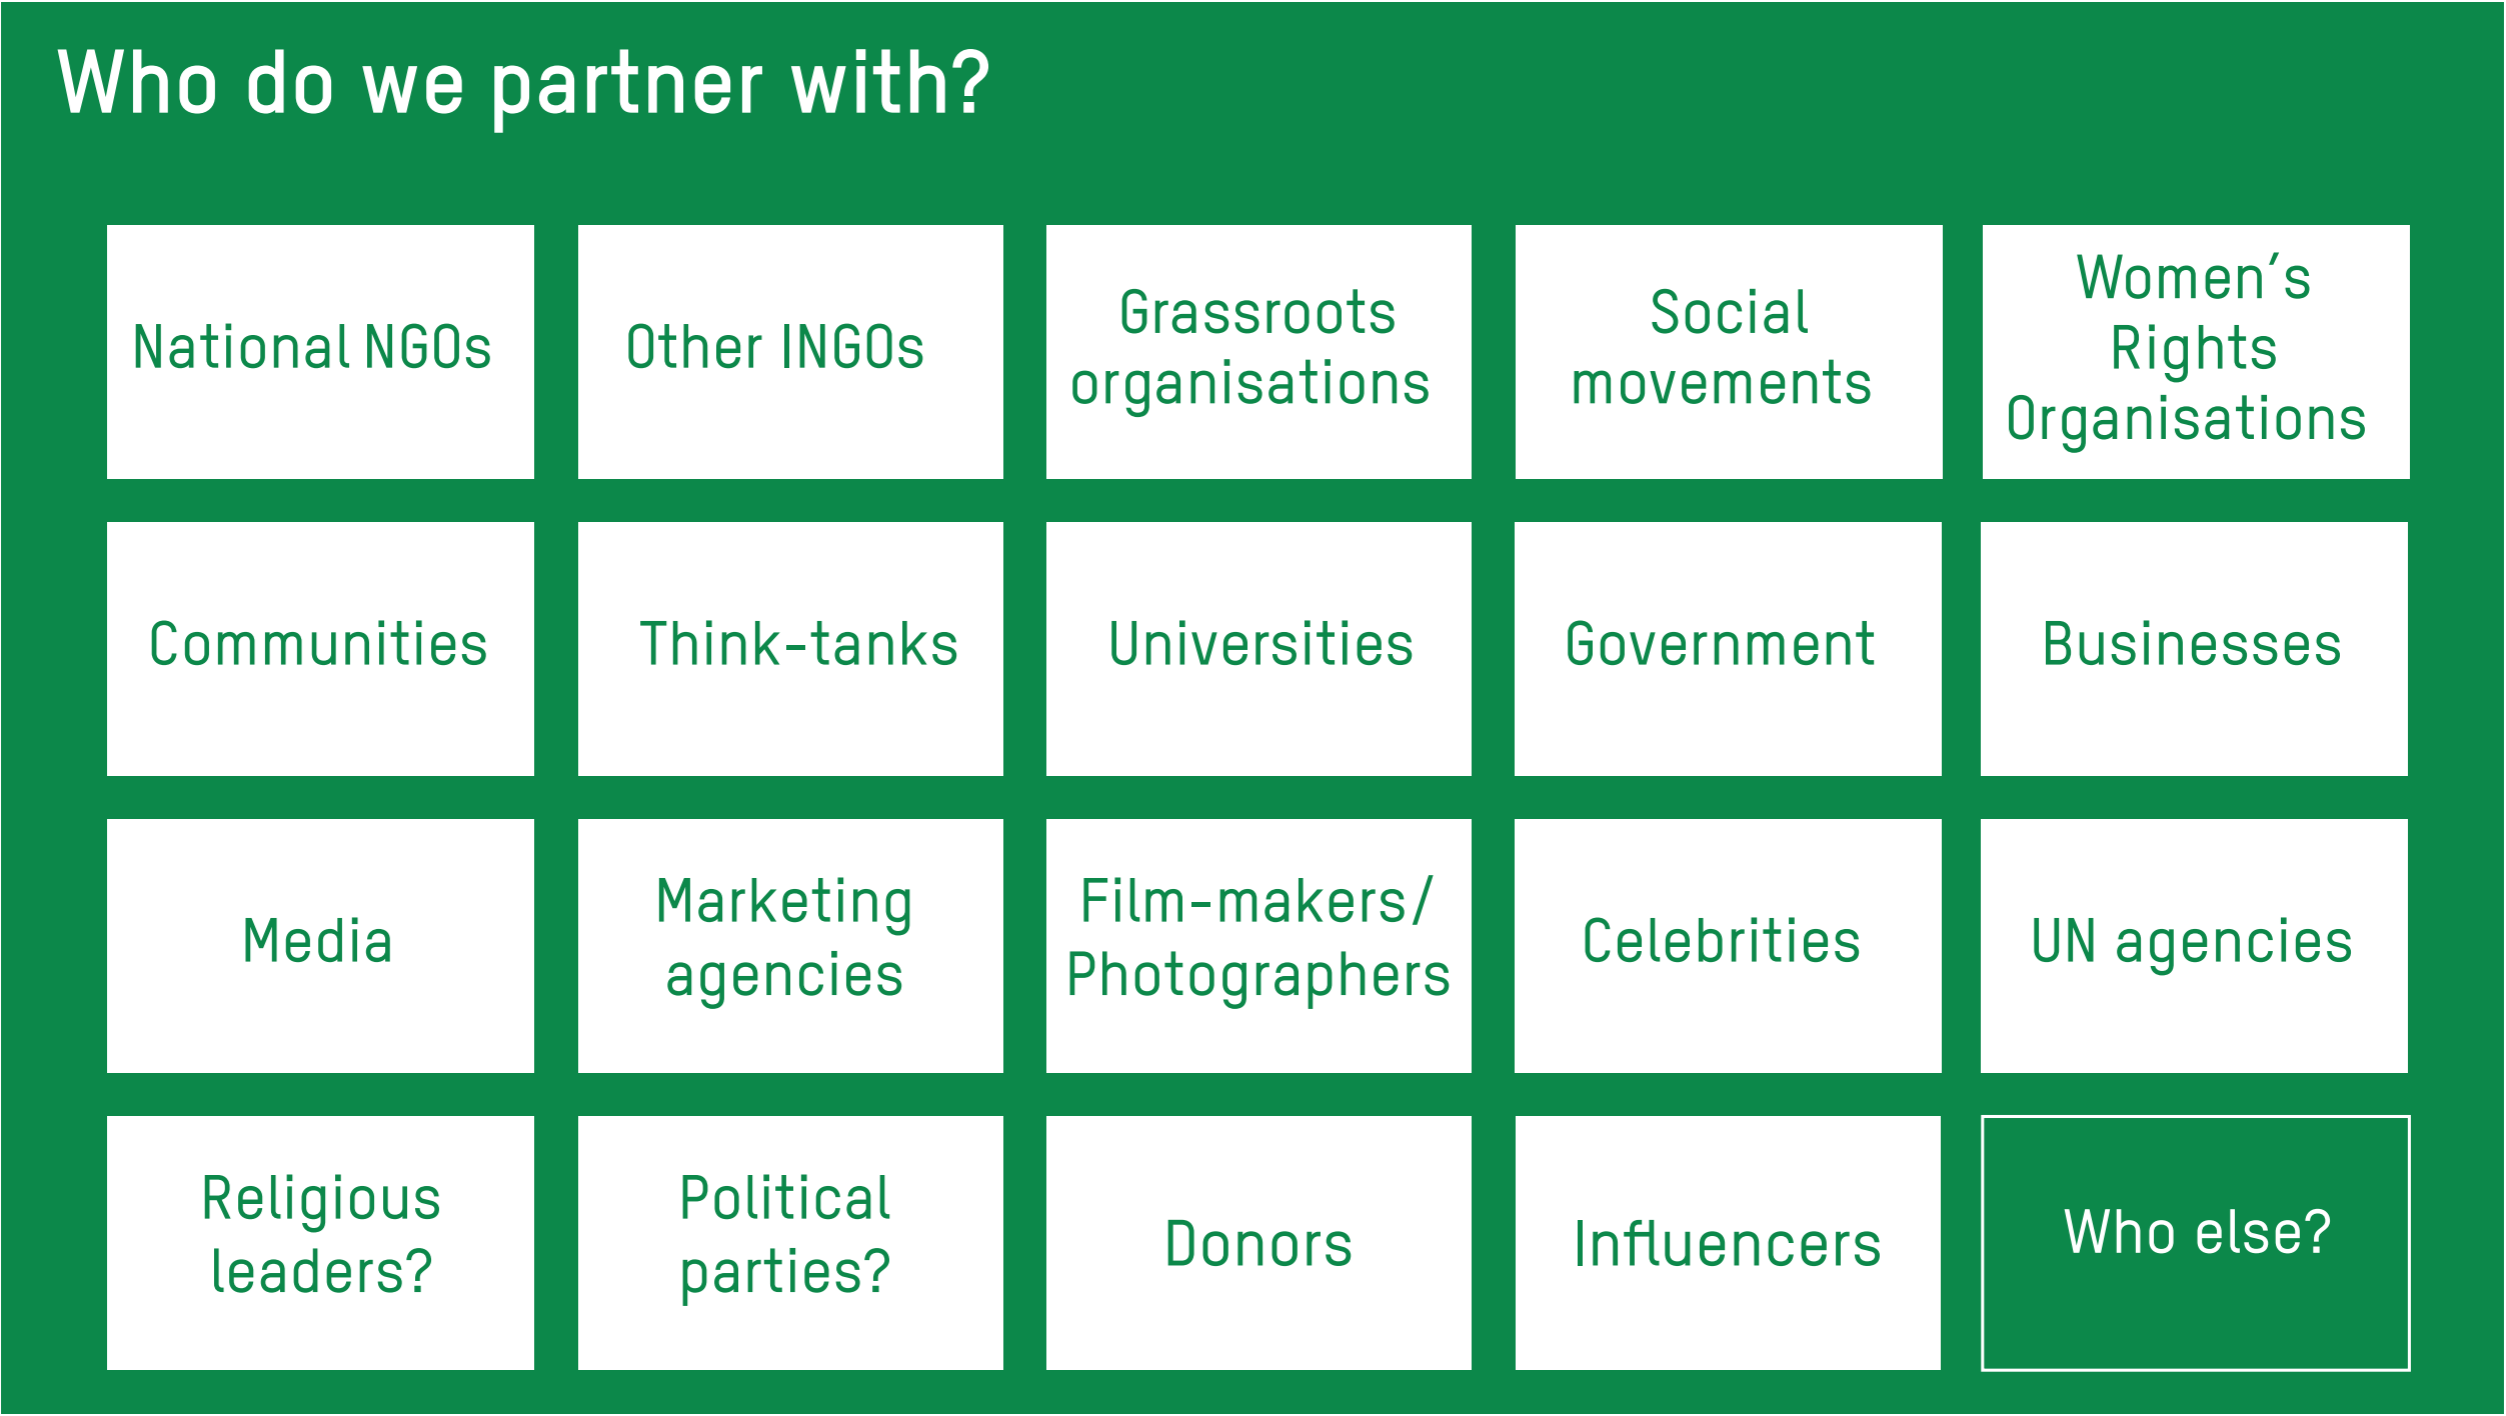 Who do we partner with?
National NGOs
Other INGOs
Grassroots
organisations
Social
movements
Women’s
Rights
Organisations
Communities
Think-tanks
Universities
Government
Businesses
Media
Marketing
agencies
Film-makers/
Photographers
Celebrities
UN agencies
Religious
leaders?
Political
parties?
Donors
Influencers
Who else?